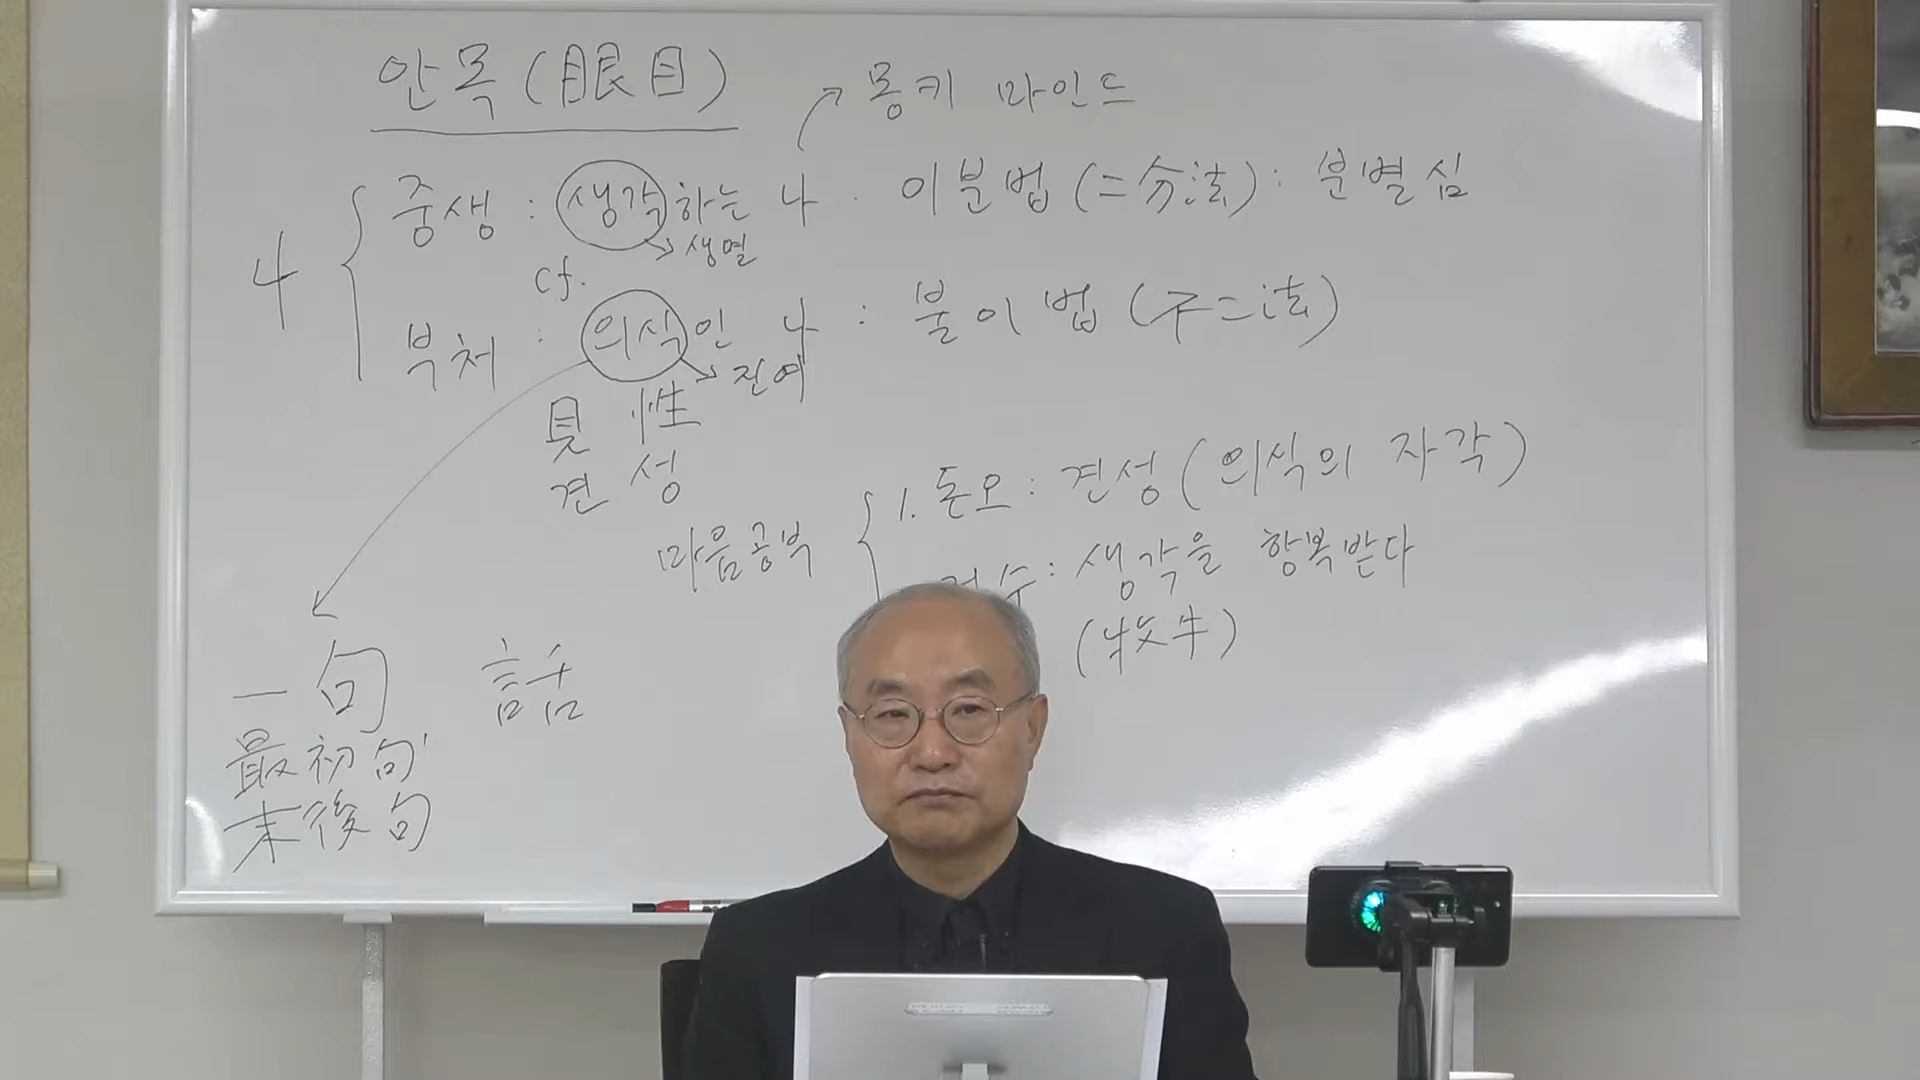 안목(眼目)
몽키 마인드
나
중생 : 생각하는 나 . 이분법(二分法) : 분별심
생멸
cf.
부처 : 의식인 나 : 불이법(不二法)
진여
見性
견성
마음공부
1. 돈오 : 견성(의식의 자각)
수 : 생각을 항복받다
(牧牛)
一句 話
最初句
末後句